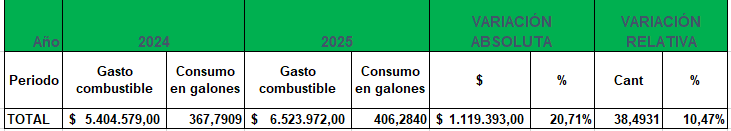 Año 2024 2025 VARIACIÓN ABSOLUTA VARIACIÓN RELATIVA
Periodo Gasto combustible Consumo en galones Gasto combustible Consumo en galones $ % Cant %
TOTAL $ 5.404.579,00 367,7909 $ 6.523.972,00 406,2840 $ 1.119.393,00 20,71% 38,4931 10,47%